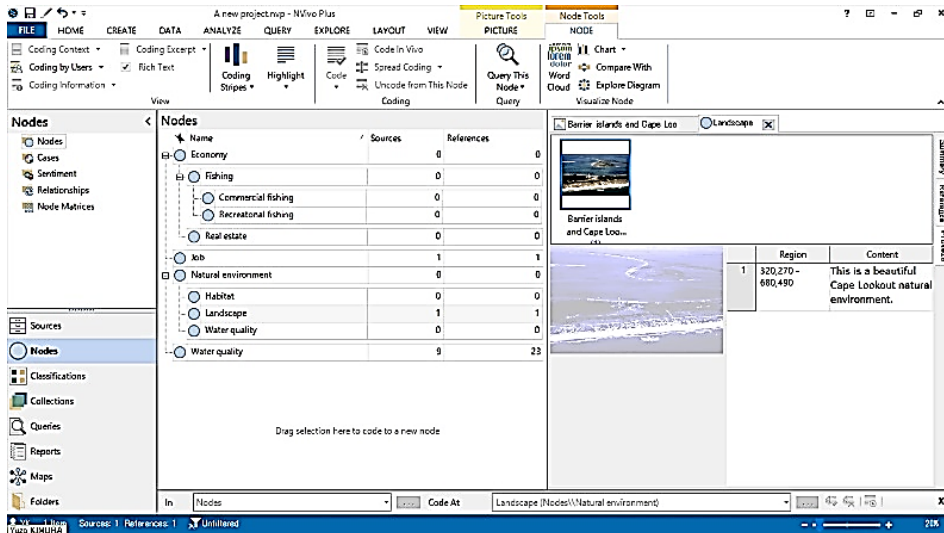 A new project.nvp - NVivo Plus
Picture Tools
Node Tools
FILE HOME CREATE DATA ANALYZE QUERY EXPLORE LAYOUT VIEW PICTURE NODE
Coding Context
Coding Excerpt
Coding by Users
Rich Text
Coding Information
Coding Stripes
Highlight
View
Code
Code In Vivo
Spread Coding
Uncode from This Node
Coding
Query This Node
Query
Word Cloud
Chart
Compare With
Explore Diagram
Visualize Node
Nodes
Nodes
Cases
Sentiment
Relationships
Node Matrices
Sources
Nodes
Classifications
Collections
Queries
Reports
Maps
Folders
Nodes
Name Sources References
Economy 0 0
Fishing 0 0
Commercial fishing 0 0
Recreatonal fishing 0 0
Real estate 0 0
Job 1 1
Natural environment 0 0
Habitat 0 0
Landscape 1 1
Water quality 0 0
Water quality 9 23
Drag selection here to code to a new node
Barrier islands and Cape Loo
Landscape
Barrier islands
and Cape Loo...
Summary
Reference
Picture
Region Content
1 320,270 - This is a beautiful
680,490 Cape Lookout natural
environment.
In Nodes Code At Landscape (Nodes\\Natural environment)
YK 1 Item Sources: 1 References: 1 Unfiltered 20%
Yuzo KIMURA